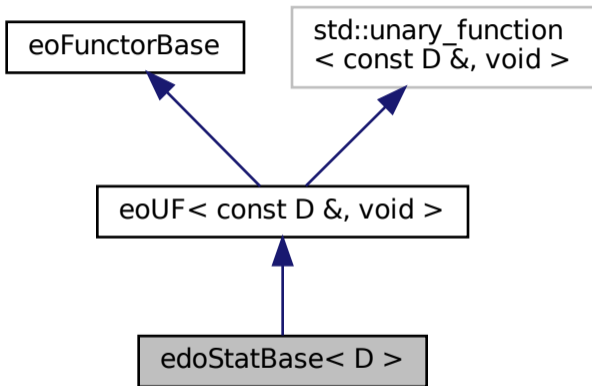 eoFunctorBase
std::unary_function
< const D &, void >
eoUF< const D &, void >
edoStatBase< D >